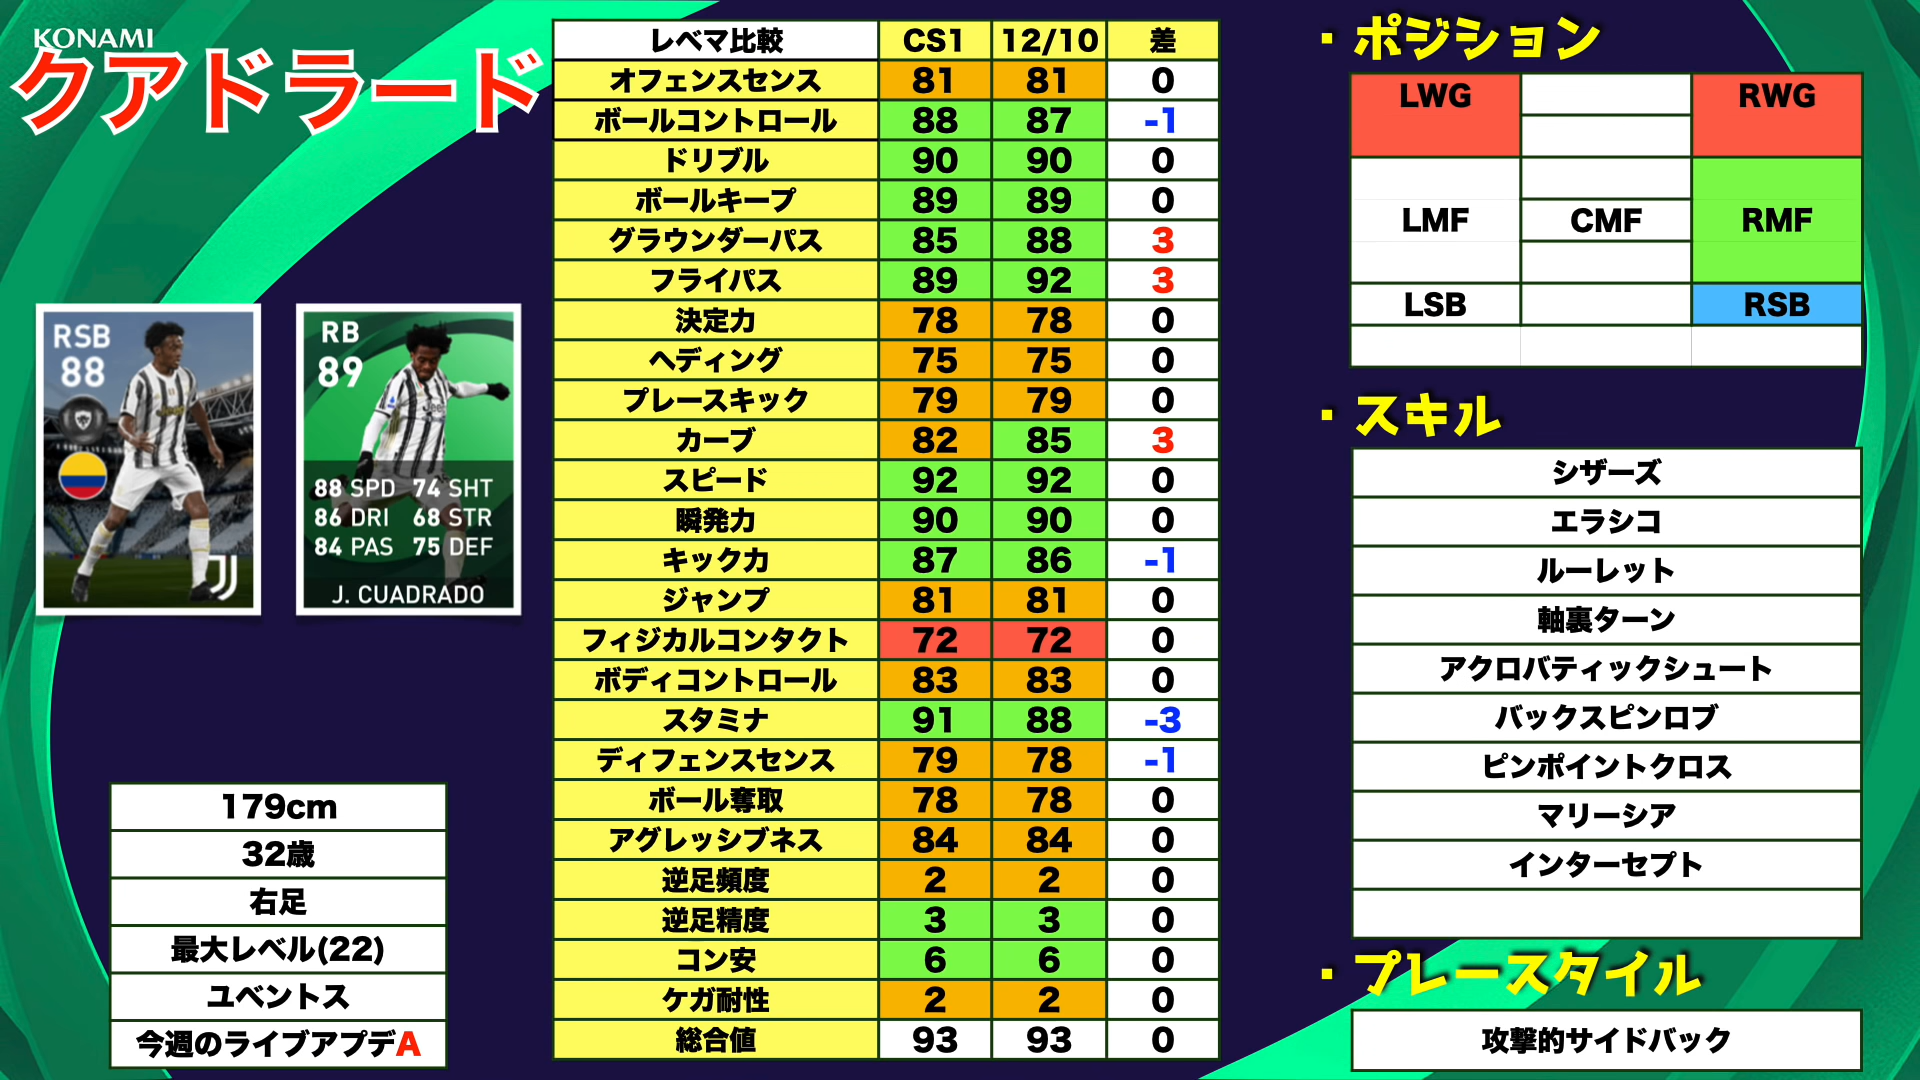 KONAMI
クアドラード
RSB
88
RB
89
88 SPD 74 SHT
86 DRI 68 STR
84 PAS 75 DEF
J. CUADRADO
179cm
32歳
右足
最大レベル(22)
ユベントス
今週のライブアプデA
レベマ比較 CS1 12/10 差
オフェンスセンス 81 81 0
ボールコントロール 88 87 -1
ドリブル 90 90 0
ボールキープ 89 89 0
グラウンダーパス 85 88 3
フライパス 89 92 3
決定力 78 78 0
ヘディング 75 75 0
プレースキック 79 79 0
カーブ 82 85 3
スピード 92 92 0
瞬発力 90 90 0
キック力 87 86 -1
ジャンプ 81 81 0
フィジカルコンタクト 72 72 0
ボディコントロール 83 83 0
スタミナ 91 88 -3
ディフェンスセンス 79 78 -1
ボール奪取 78 78 0
アグレッシブネス 84 84 0
逆足頻度 2 2 0
逆足精度 3 3 0
コン安 6 6 0
ケガ耐性 2 2 0
総合値 93 93 0
・ポジション
LWG RWG
LMF CMF RMF
LSB RSB
・スキル
シザーズ
エラシコ
ルーレット
軸裏ターン
アクロバティックシュート
バックスピンロブ
ピンポイントクロス
マリーシア
インターセプト
・プレースタイル
攻撃的サイドバック